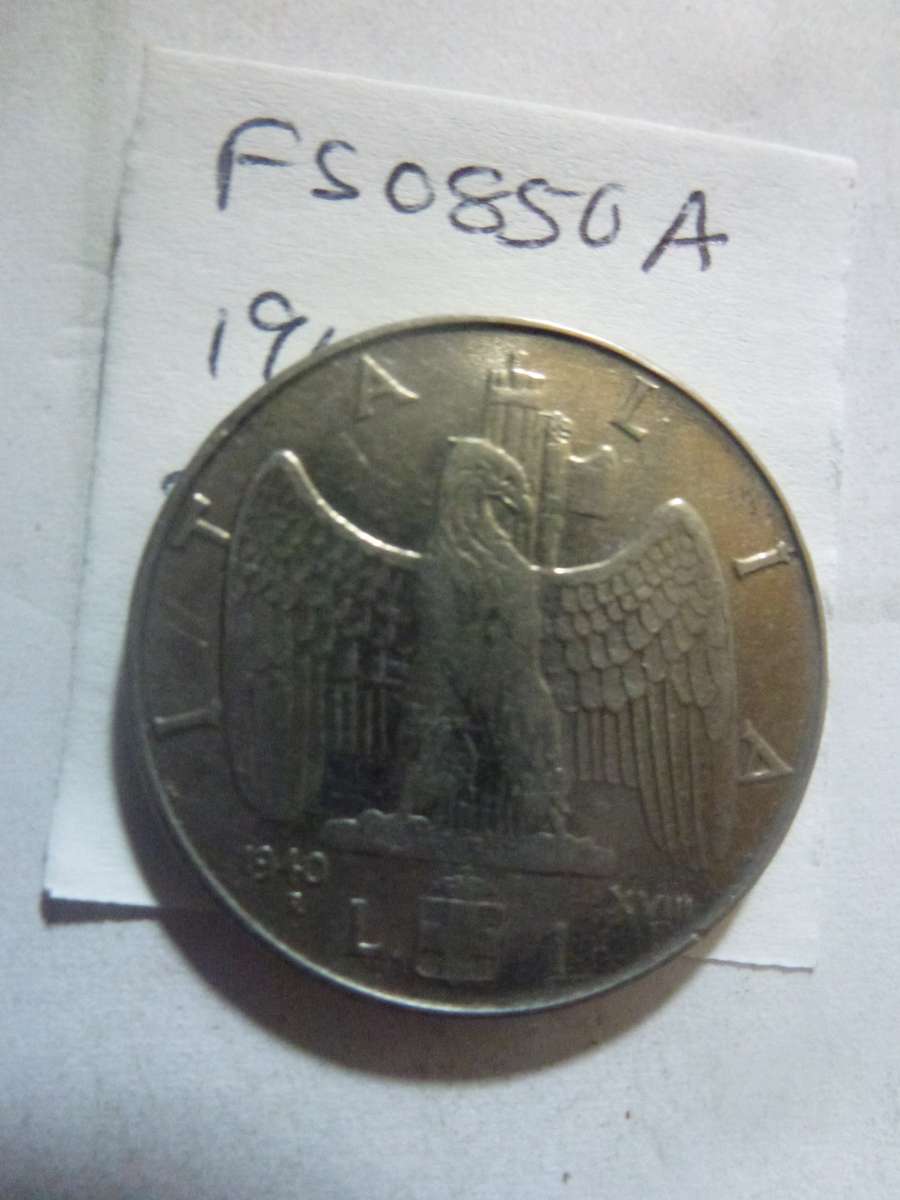 FS0850A
19
ITALIA
1940
R
XVIII
L. 1